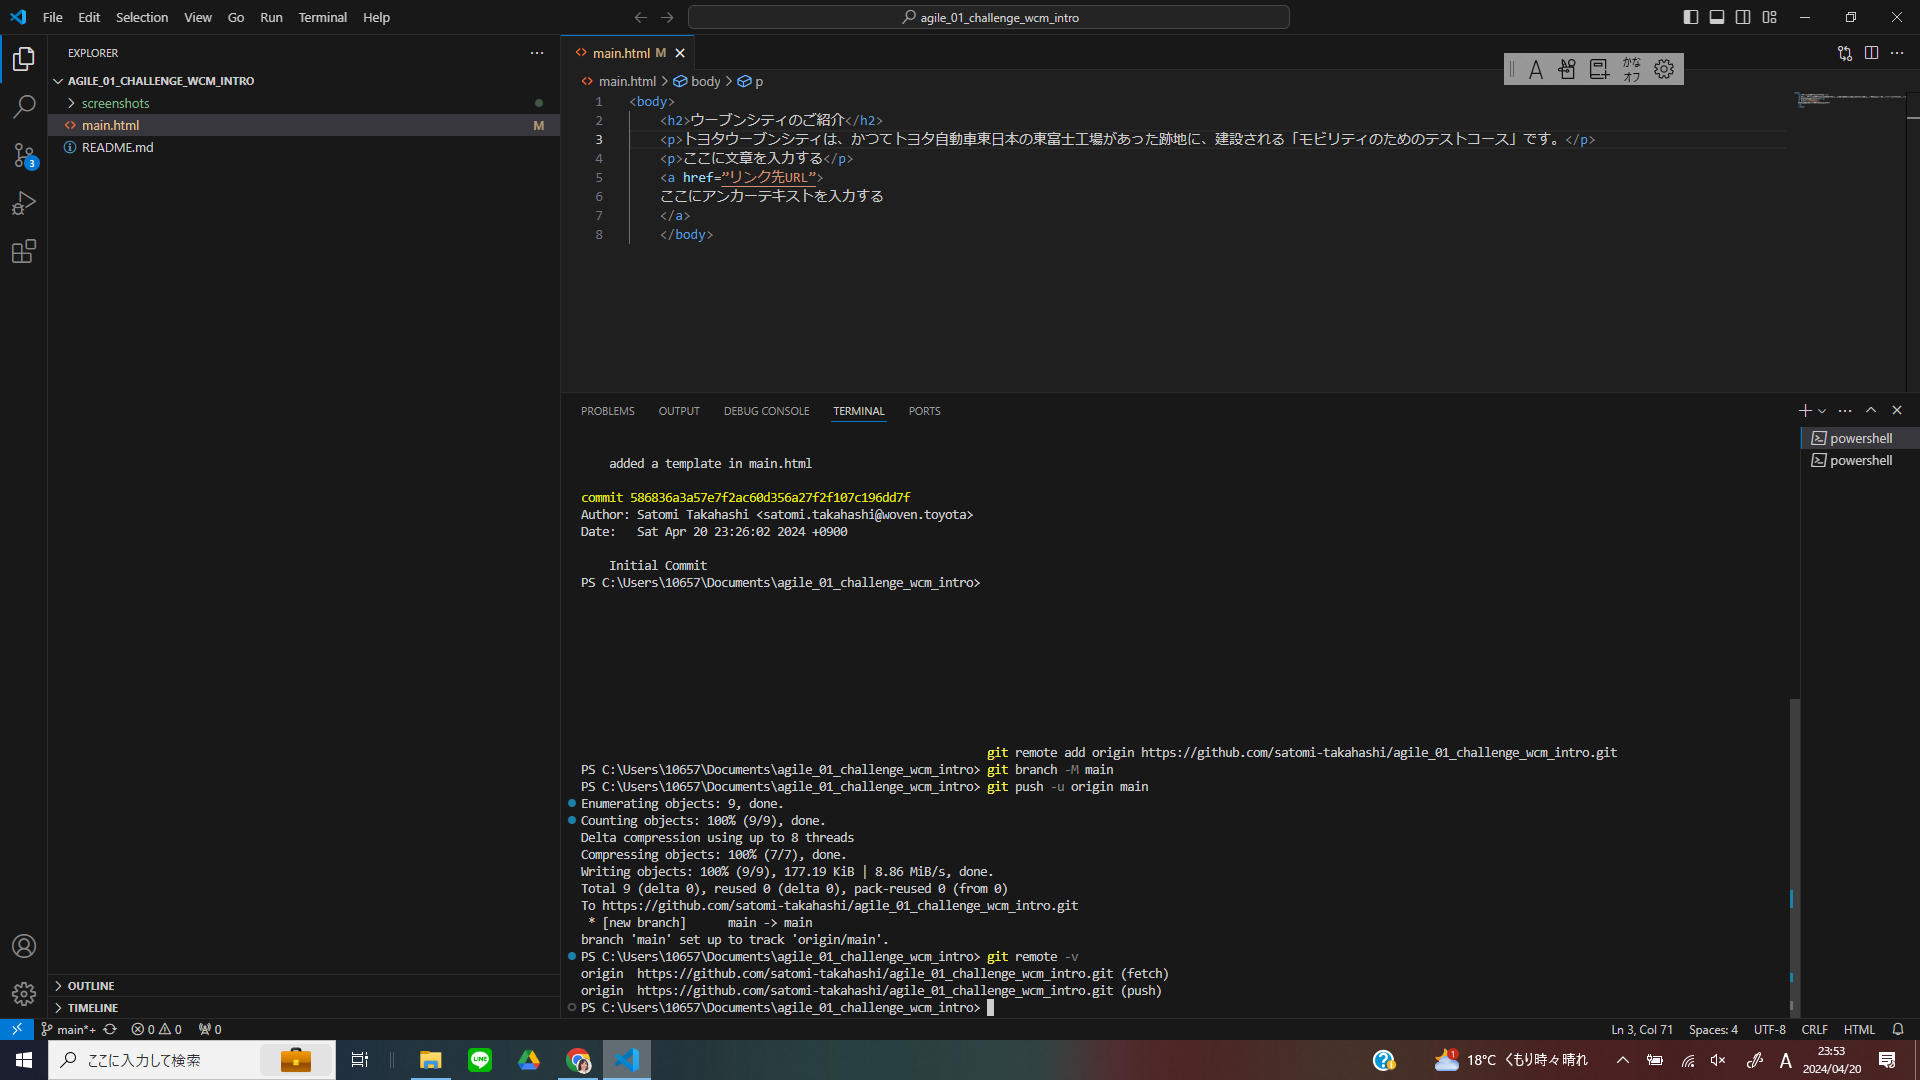 File Edit Selection View Go Run Terminal Help
agile_01_challenge_wcm_intro
EXPLORER
AGILE_01_CHALLENGE_WCM_INTRO
screenshots
main.html M
README.md
3
OUTLINE
TIMELINE
main.html M
main.html > body > p
かな
オフ
1 <body>
2 <h2>ウーブンシティのご紹介</h2>
3 <p>トヨタウーブンシティは、かつてトヨタ自動車東日本の東富士工場があった跡地に、建設される「モビリティのためのテストコース」です。</p>
4 <p>ここに文章を入力する</p>
5 <a href=”リンク先URL”>
6 ここにアンカーテキストを入力する
7 </a>
8 </body>
PROBLEMS OUTPUT DEBUG CONSOLE TERMINAL PORTS
powershell
powershell
added a template in main.html
commit 586836a3a57e7f2ac60d356a27f2f107c196dd7f
Author: Satomi Takahashi <satomi.takahashi@woven.toyota>
Date: Sat Apr 20 23:26:02 2024 +0900
Initial Commit
PS C:\Users\10657\Documents\agile_01_challenge_wcm_intro>
git remote add origin https://github.com/satomi-takahashi/agile_01_challenge_wcm_intro.git
PS C:\Users\10657\Documents\agile_01_challenge_wcm_intro> git branch -M main
PS C:\Users\10657\Documents\agile_01_challenge_wcm_intro> git push -u origin main
Enumerating objects: 9, done.
Counting objects: 100% (9/9), done.
Delta compression using up to 8 threads
Compressing objects: 100% (7/7), done.
Writing objects: 100% (9/9), 177.19 KiB | 8.86 MiB/s, done.
Total 9 (delta 0), reused 0 (delta 0), pack-reused 0 (from 0)
To https://github.com/satomi-takahashi/agile_01_challenge_wcm_intro.git
* [new branch] main -> main
branch 'main' set up to track 'origin/main'.
PS C:\Users\10657\Documents\agile_01_challenge_wcm_intro> git remote -v
origin https://github.com/satomi-takahashi/agile_01_challenge_wcm_intro.git (fetch)
origin https://github.com/satomi-takahashi/agile_01_challenge_wcm_intro.git (push)
PS C:\Users\10657\Documents\agile_01_challenge_wcm_intro>
main*+ 0 0 0 Ln 3, Col 71 Spaces: 4 UTF-8 CRLF HTML
ここに入力して検索
LINE
1
18°C くもり時々晴れ
A
23:53
2024/04/20